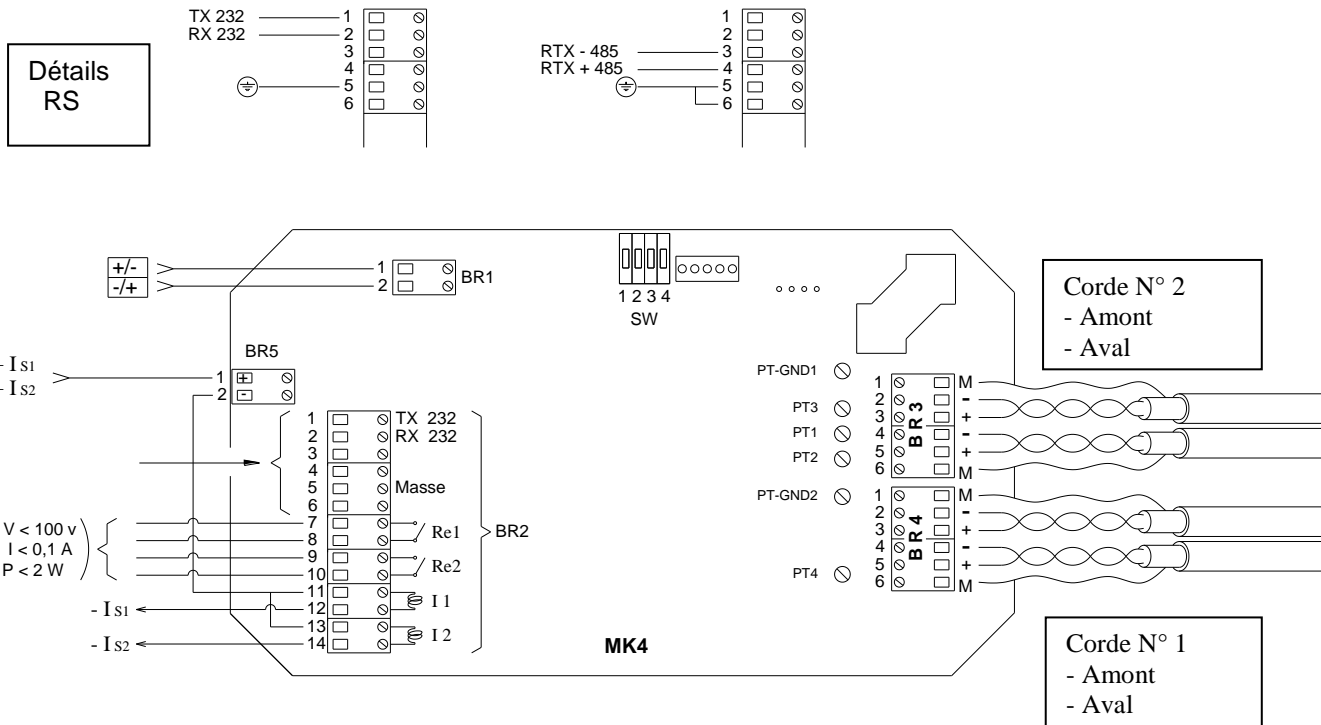 TX 232 1
RX 232 2
3
4
5
6
1
2
RTX - 485 3
RTX + 485 4
5
6
Détails
RS
+/- 1
-/+ 2
BR1
1 2 3 4
SW
Corde N° 2
- Amont
- Aval
BR5
- I S1
- I S2
1 +
2 -
1 TX 232
2 RX 232
3
4
5 Masse
6
7
8 Re1
9
10 Re2
11
12 I 1
13
14 I 2
BR2
V < 100 v
I < 0,1 A
P < 2 W
- I S1
- I S2
PT-GND1
PT3
PT1
PT2
PT-GND2
PT4
1 M
2 -
3 +
4 -
5 +
6 M
BR3
1 M
2 -
3 +
4 -
5 +
6 M
BR4
MK4
Corde N° 1
- Amont
- Aval